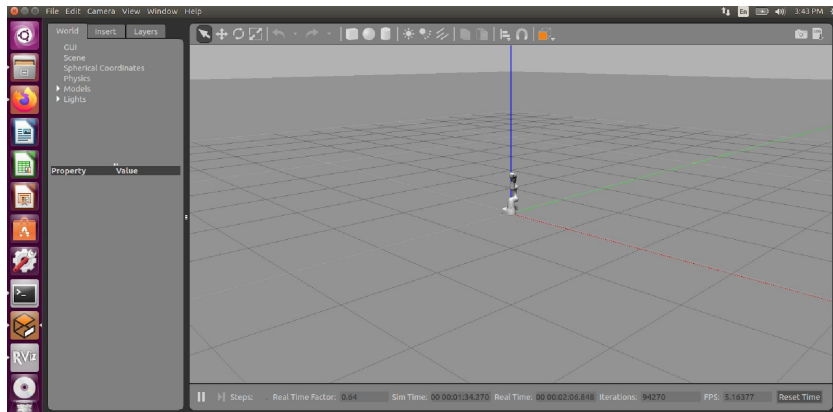 File Edit Camera View Window Help
En
3:43 PM
World Insert Layers
GUI
Scene
Spherical Coordinates
Physics
Models
Lights
Property Value
RViz
Steps: Real Time Factor: 0.64 Sim Time: 00 00:01:34.270 Real Time: 00 00:02:06.848 Iterations: 94270 FPS: 5.16377 Reset Time